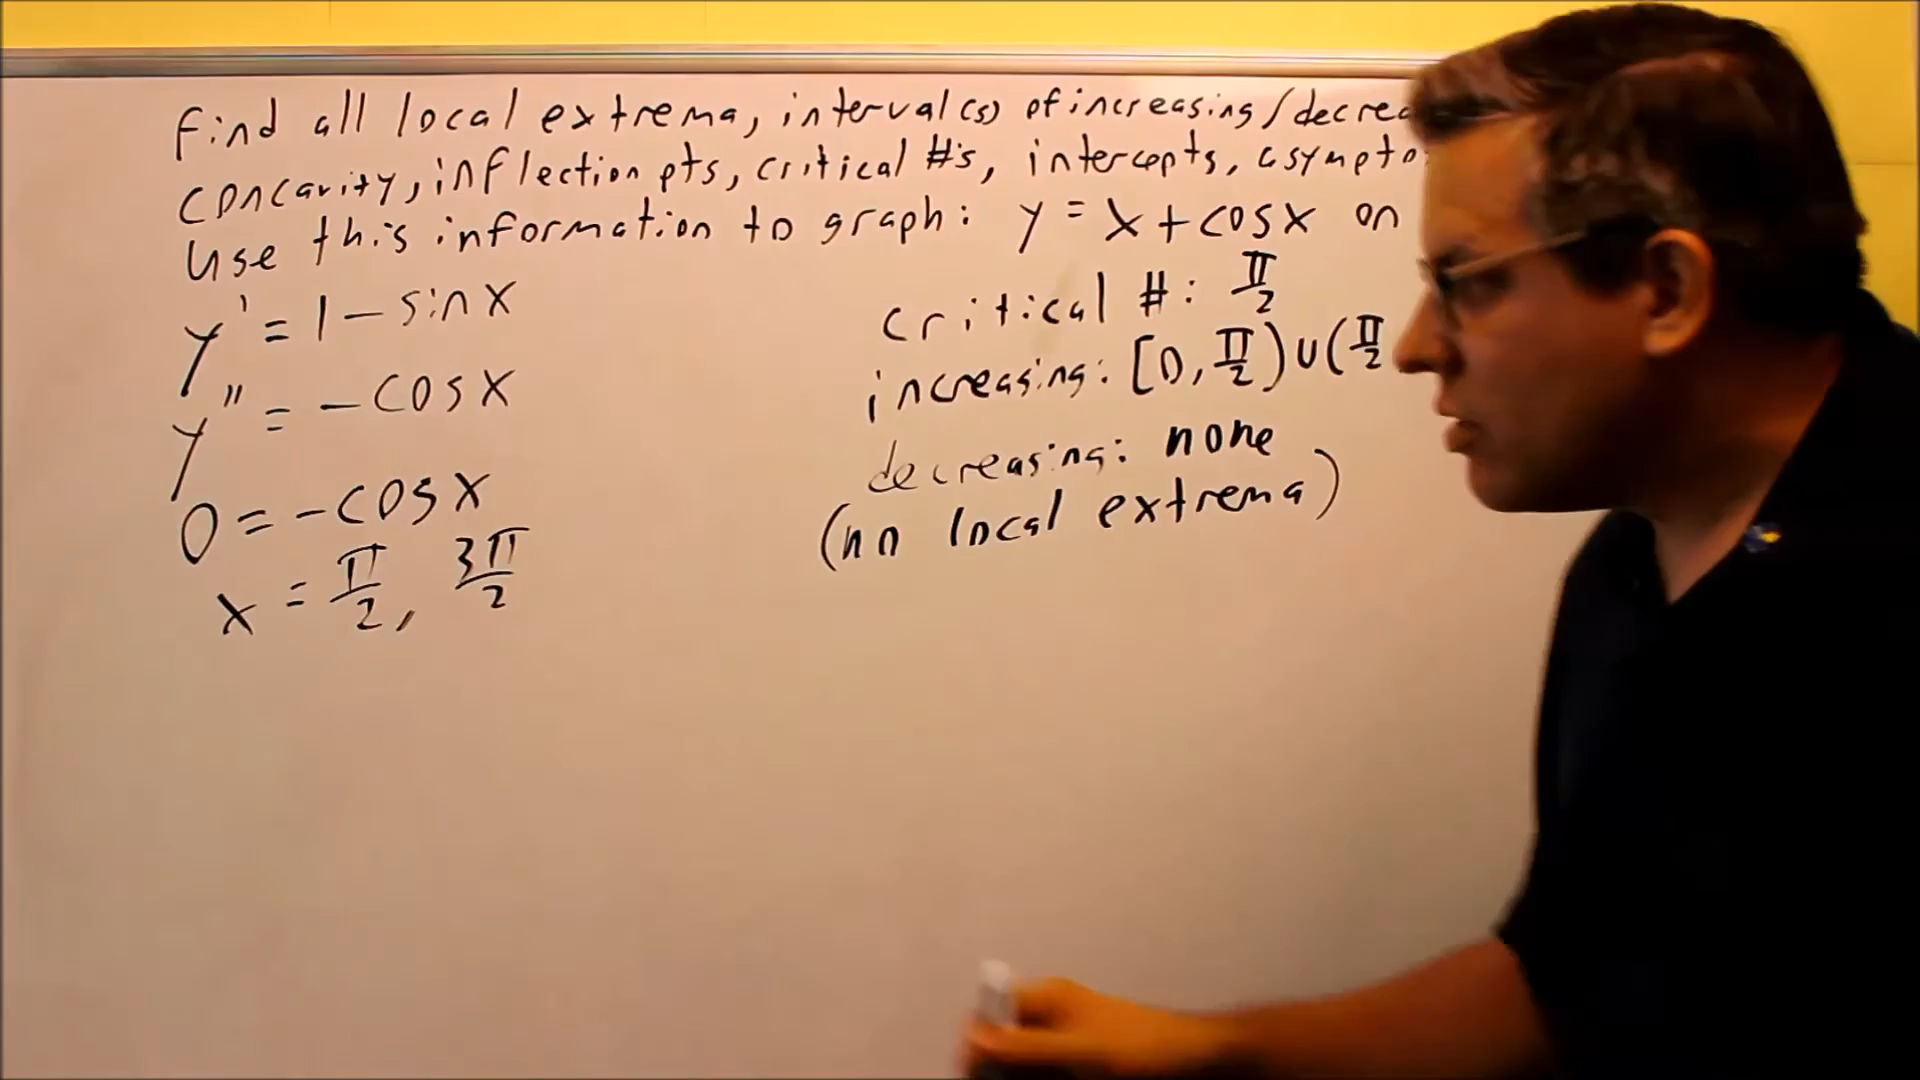 Find all local extrema, interval(s) of increasing/decrea
concavity, inflection pts, critical #'s, intercepts, asympto
Use this information to graph: y = x + cos x on
y' = 1 - sin x
y" = - cos x
0 = - cos x
x = π/2, 3π/2
critical #: π/2
increasing: [0, π/2) ∪ (π/2
decreasing: none
(no local extrema)